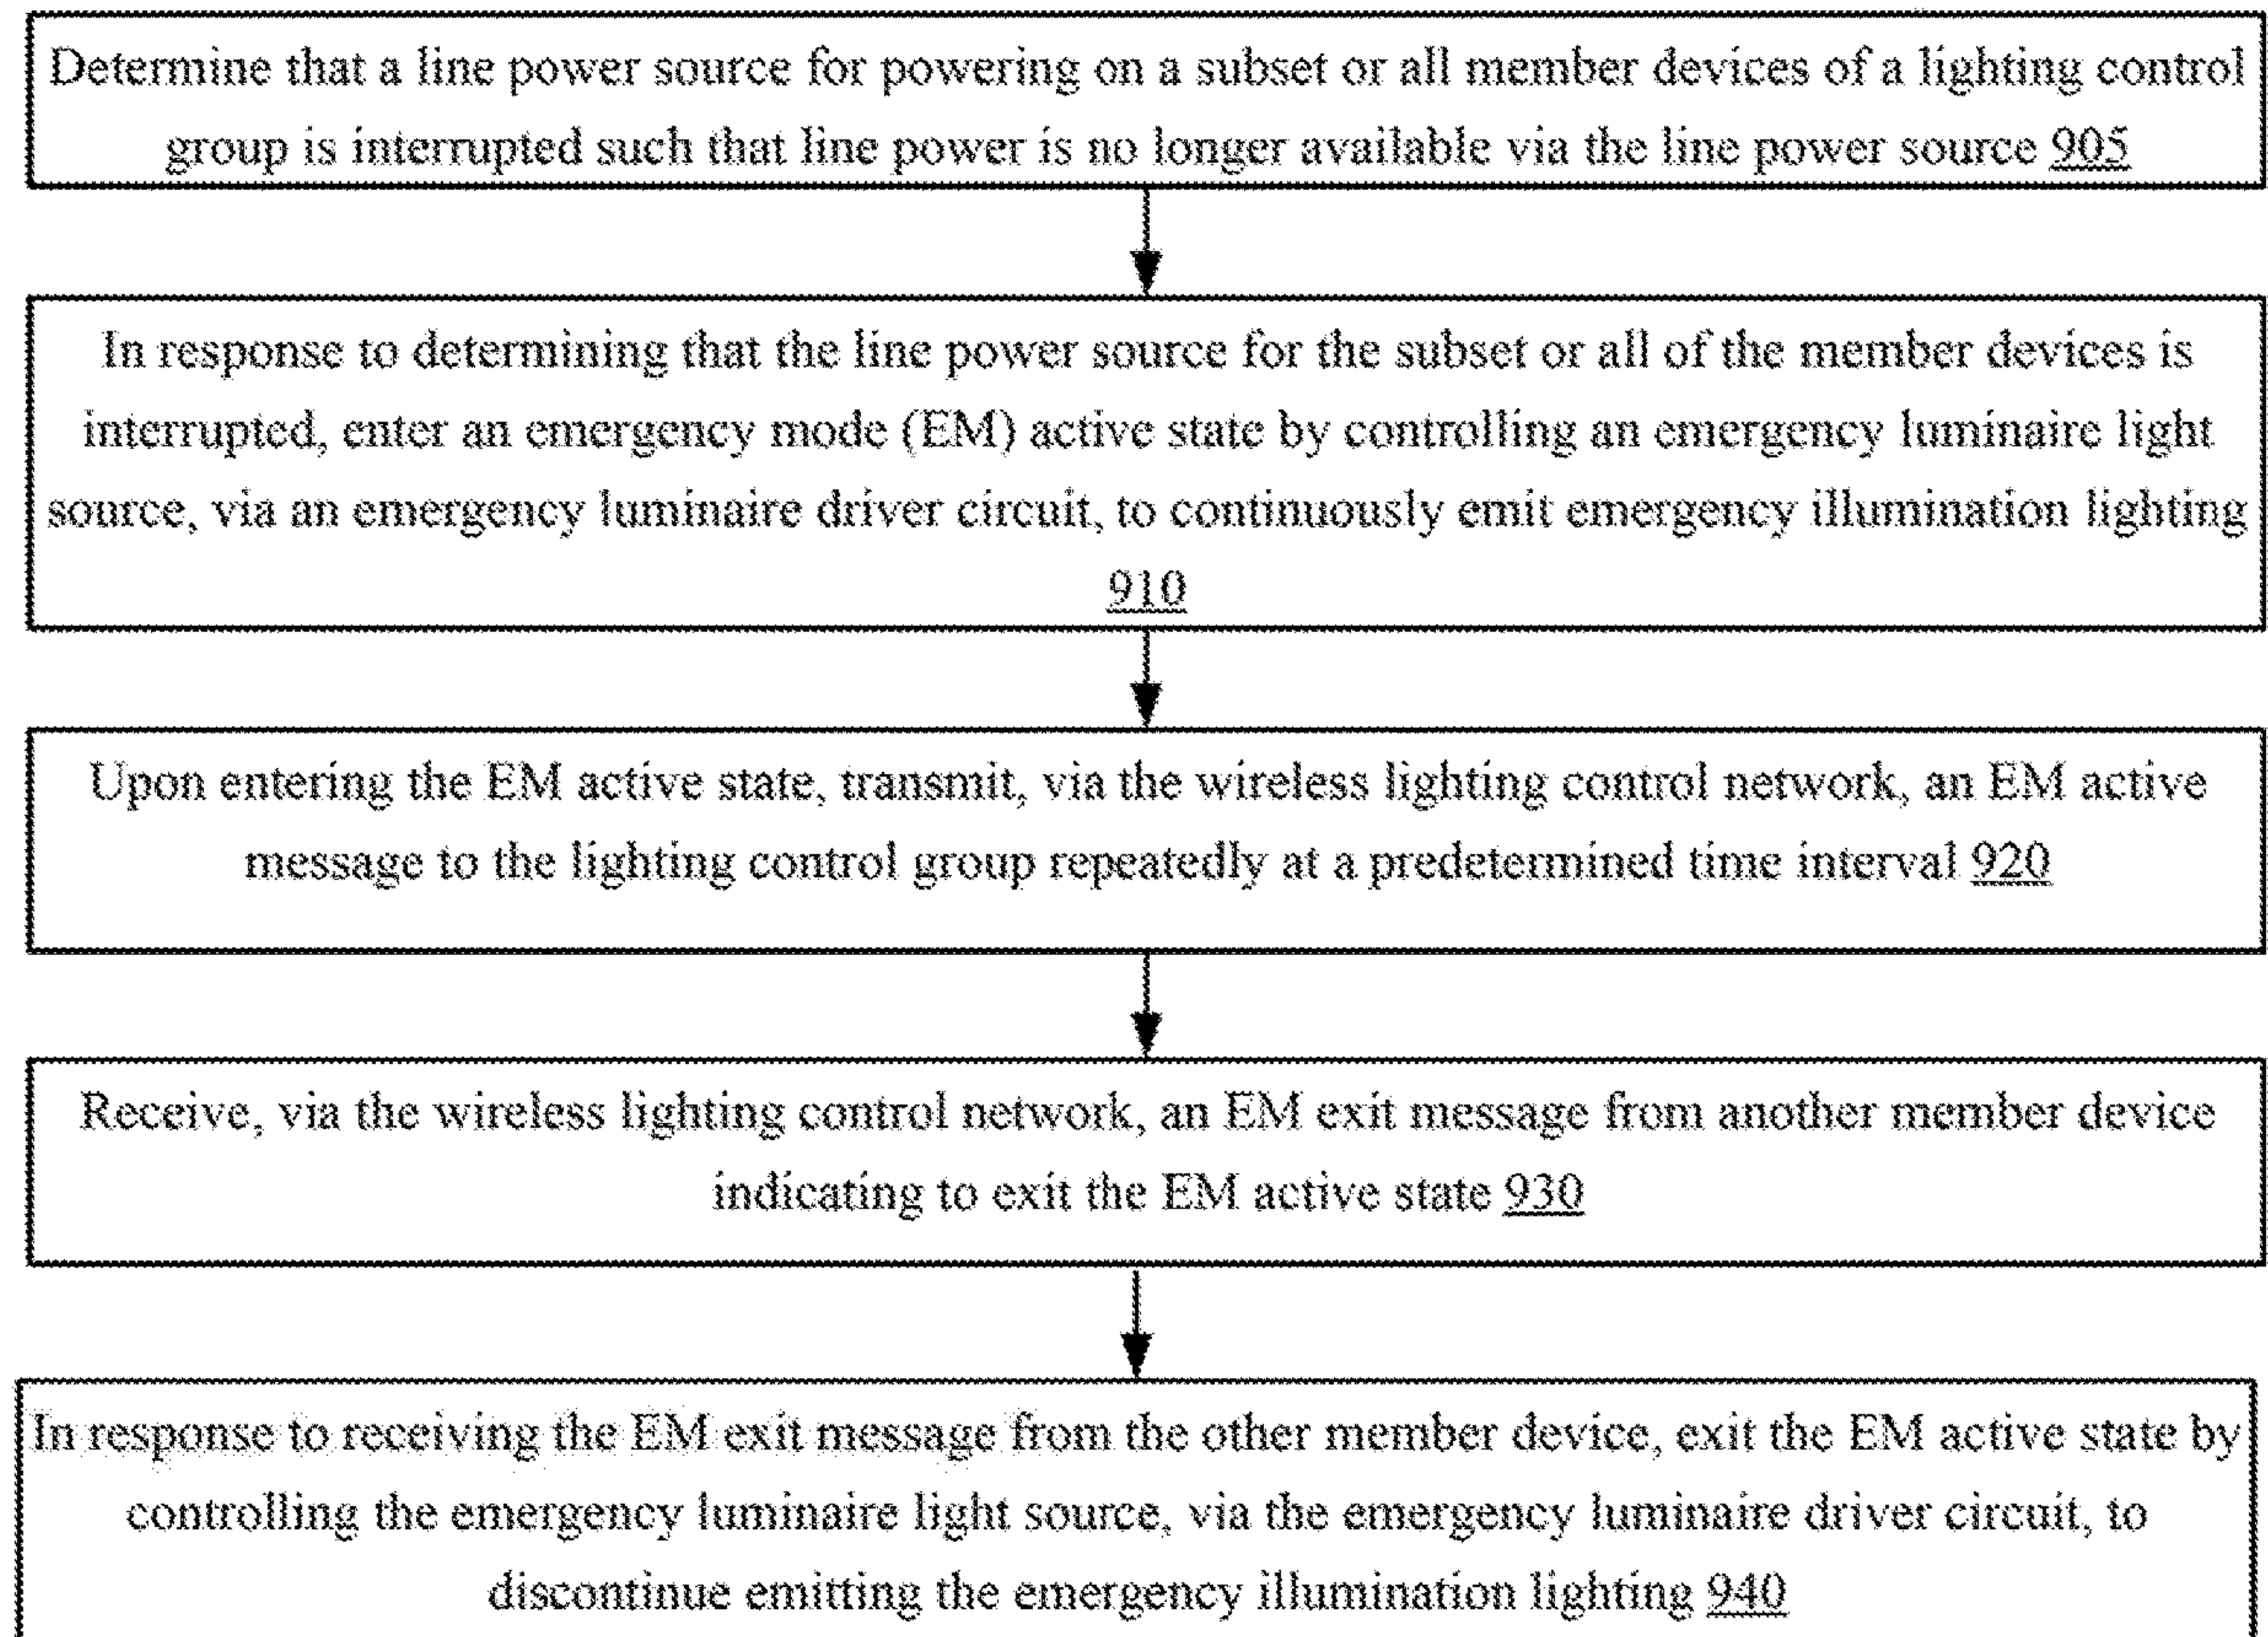 Determine that a line power source for powering on a subset or all member devices of a lighting control
group is interrupted such that line power is no longer available via the line power source 905
In response to determining that the line power source for the subset or all of the member devices is
interrupted, enter an emergency mode (EM) active state by controlling an emergency luminaire light
source, via an emergency luminaire driver circuit, to continuously emit emergency illumination lighting
910
Upon entering the EM active state, transmit, via the wireless lighting control network, an EM active
message to the lighting control group repeatedly at a predetermined time interval 920
Receive, via the wireless lighting control network, an EM exit message from another member device
indicating to exit the EM active state 930
In response to receiving the EM exit message from the other member device, exit the EM active state by
controlling the emergency luminaire light source, via the emergency luminaire driver circuit, to
discontinue emitting the emergency illumination lighting 940